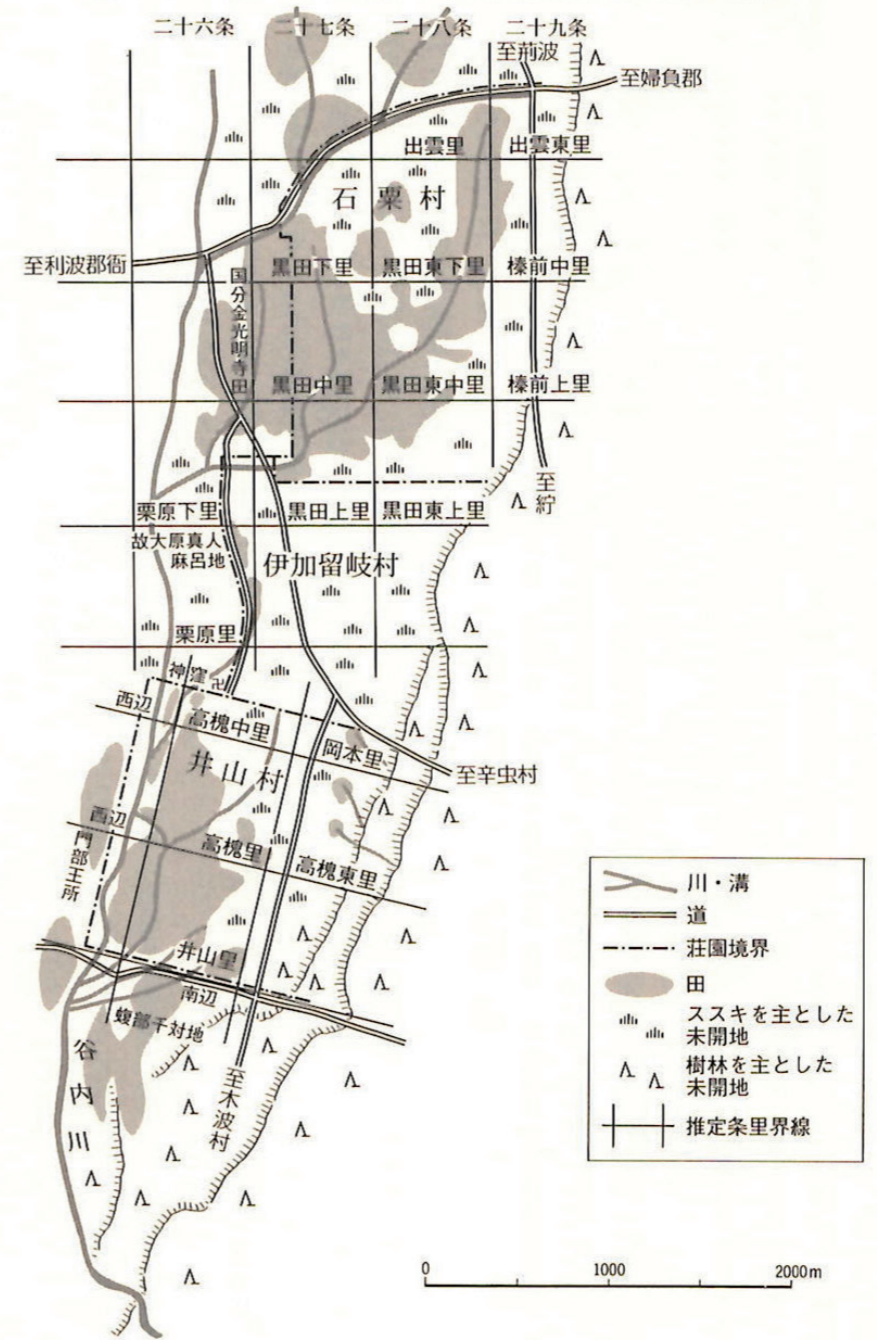 二十六条
二十七条
二十八条
二十九条
至荊波
至婦負郡
出雲里
出雲東里
石粟村
至利波郡衙
国分金光明寺田
黒田下里
黒田東下里
榛前中里
黒田中里
黒田東中里
榛前上里
至紵
栗原下里
黒田上里
黒田東上里
故大原真人
麻呂地
伊加留岐村
栗原里
神窪
卍
西辺
高槐中里
岡本里
至辛虫村
井山村
西辺
門部王所
高槐里
高槐東里
井山里
南辺
蝮部千対地
谷内川
至木波村
川・溝
道
荘園境界
田
ススキを主とした
未開地
樹林を主とした
未開地
推定条里界線
0
1000
2000m